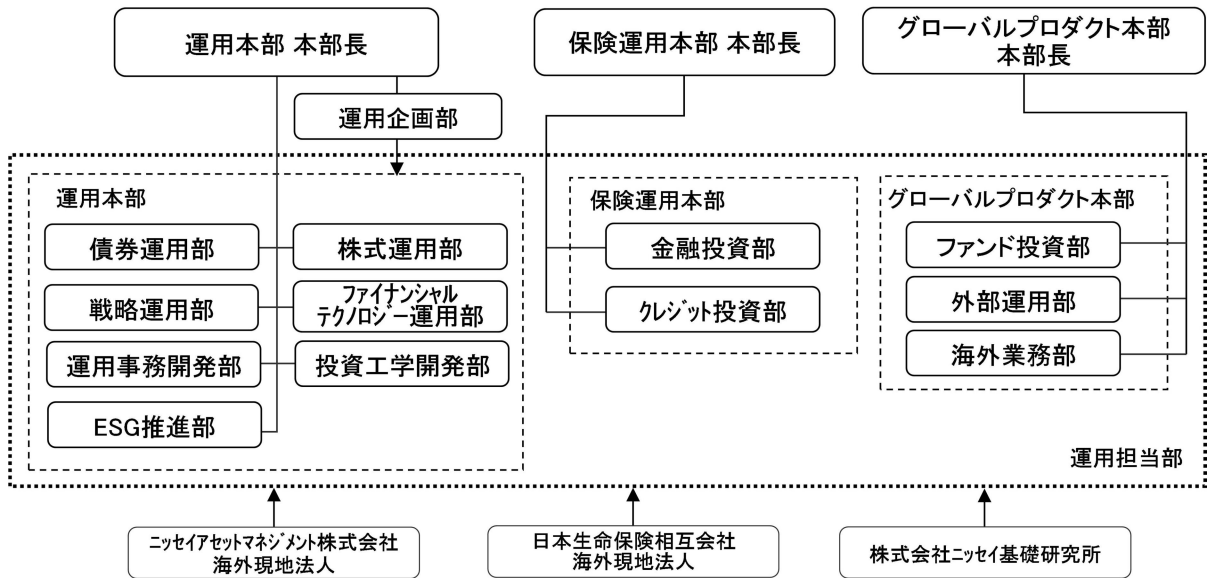 運用本部 本部長
保険運用本部 本部長
グローバルプロダクト本部
本部長
運用企画部
運用本部
債券運用部
株式運用部
戦略運用部
ファイナンシャル
テクノロジー運用部
運用事務開発部
投資工学開発部
ESG推進部
保険運用本部
金融投資部
クレジット投資部
グローバルプロダクト本部
ファンド投資部
外部運用部
海外業務部
運用担当部
ニッセイアセットマネジメント株式会社
海外現地法人
日本生命保険相互会社
海外現地法人
株式会社ニッセイ基礎研究所